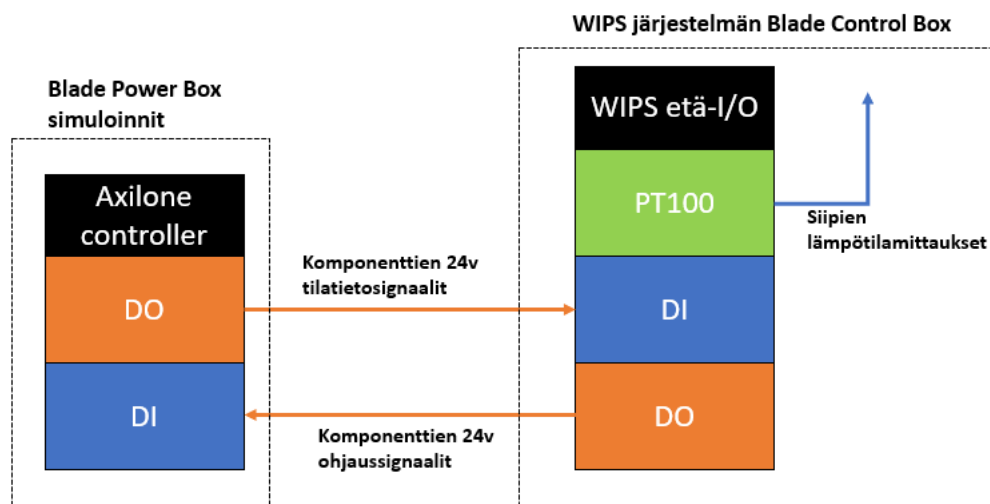 WIPS järjestelmän Blade Control Box
Blade Power Box
simuloinnit
WIPS etä-I/O
Axilone
controller
PT100
Siipien
lämpötilamittaukset
Komponenttien 24v
tilatietosignaalit
DO
DI
DI
DO
Komponenttien 24v
ohjaussignaalit